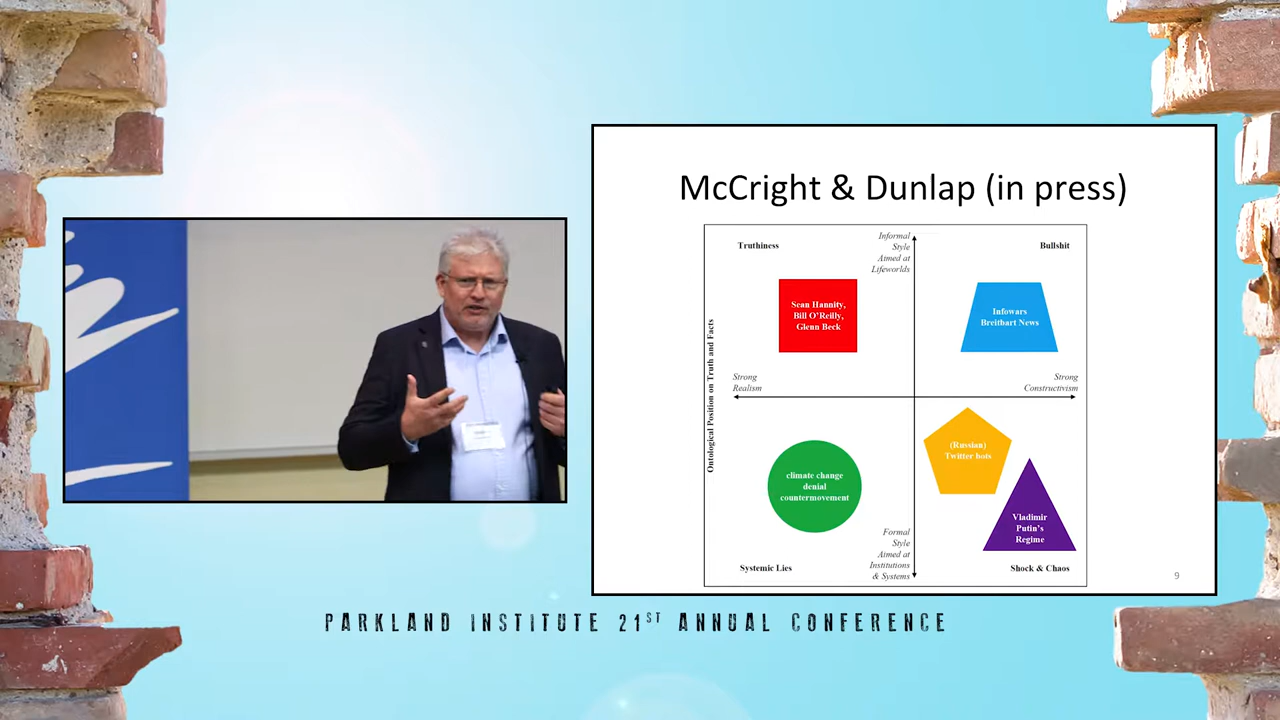 McCright & Dunlap (in press)
Truthiness
Informal
Style
Aimed at
Lifeworlds
Bullshit
Sean Hannity,
Bill O'Reilly,
Glenn Beck
Infowars
Breitbart News
Ontological Position on Truth and Facts
Strong
Realism
Strong
Constructivism
(Russian)
Twitter bots
climate change
denial
countermovement
Vladimir
Putin's
Regime
Formal
Style
Aimed at
Institutions
& Systems
Systemic Lies
Shock & Chaos
9
PARKLAND INSTITUTE 21ST ANNUAL CONFERENCE